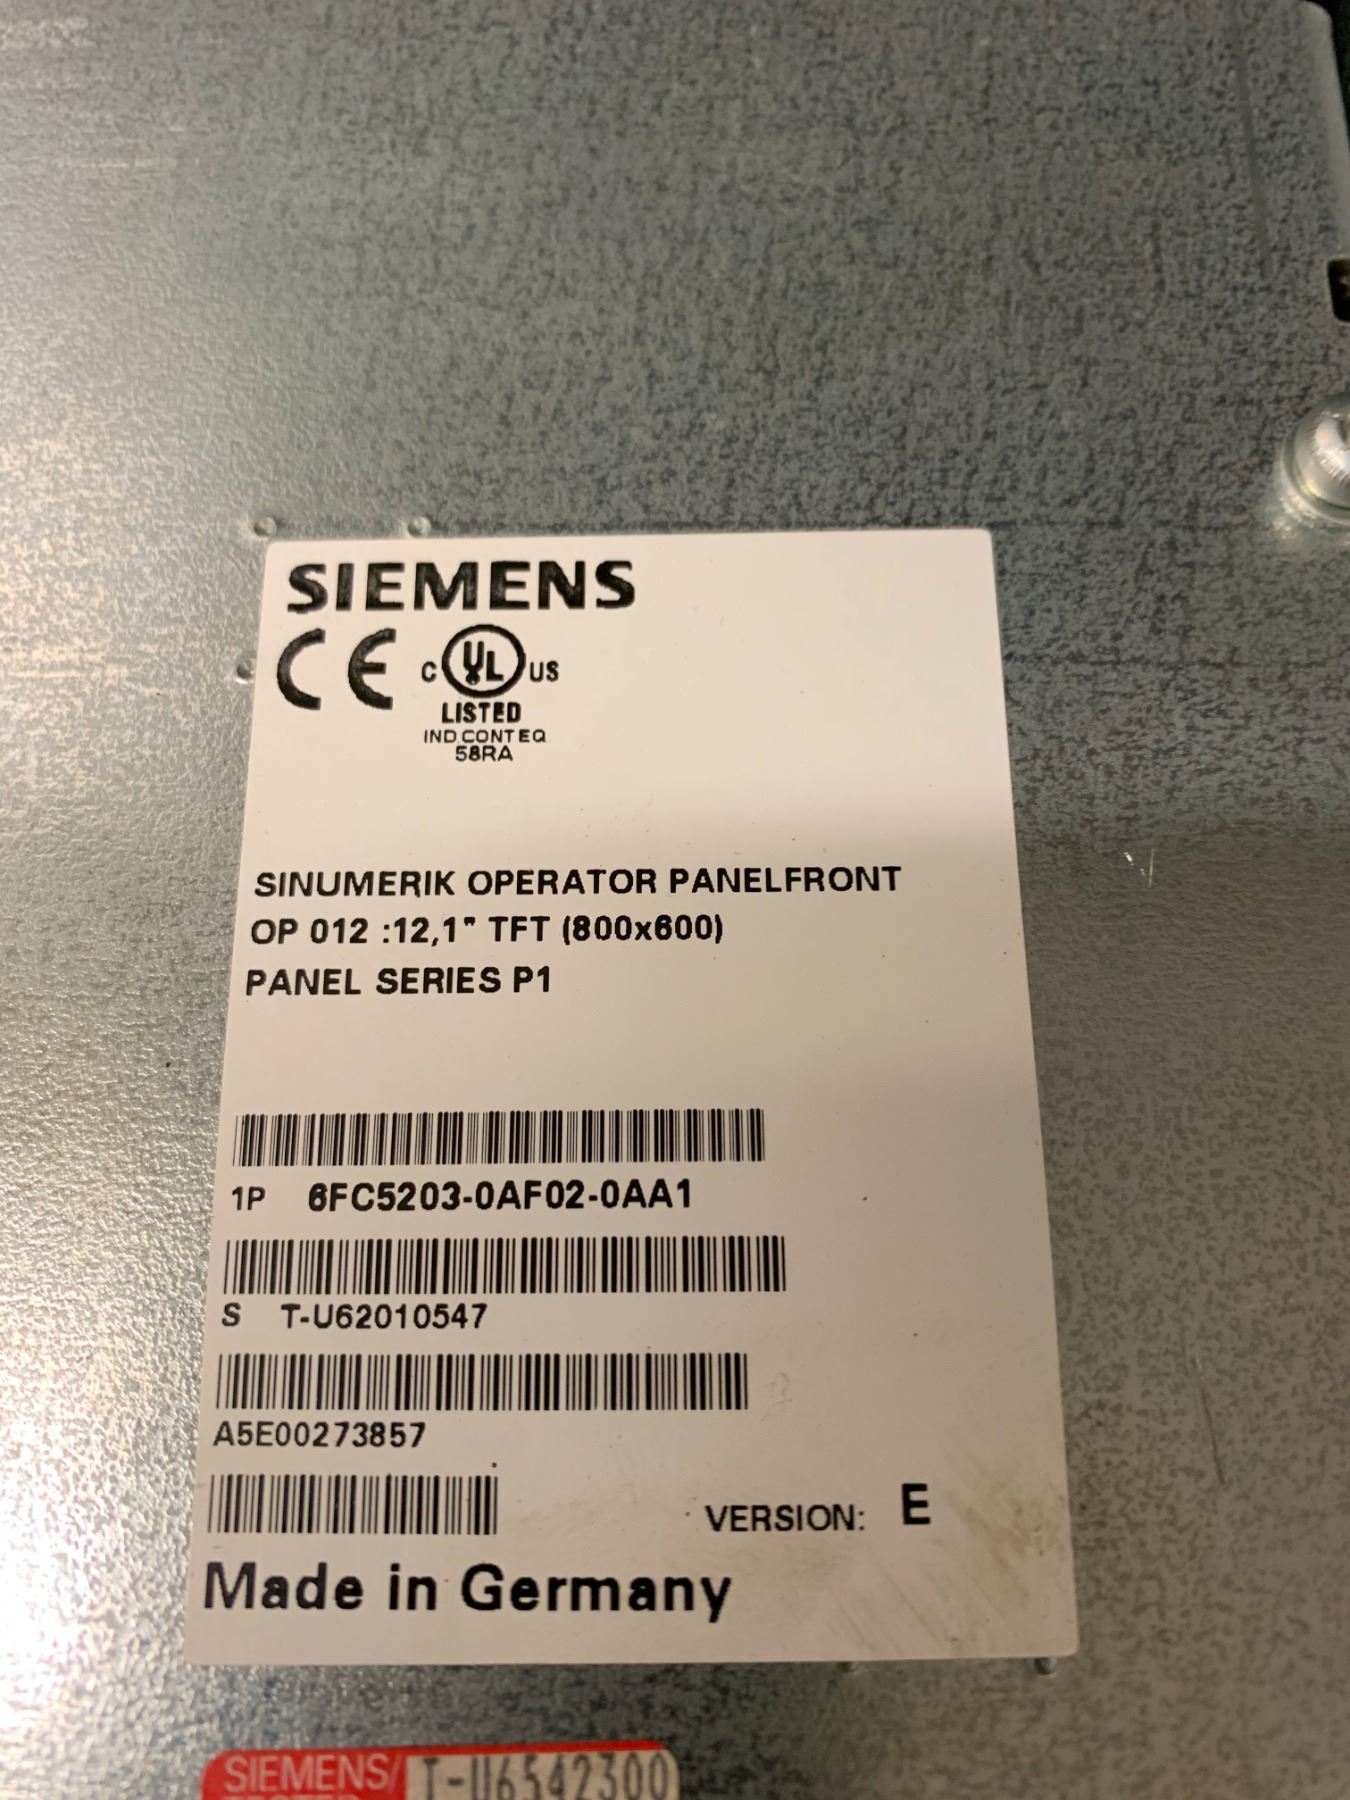 SIEMENS
CE C UL US
LISTED
IND.CONT.EQ
58RA
SINUMERIK OPERATOR PANELFRONT
OP 012 :12,1" TFT (800x600)
PANEL SERIES P1
1P 6FC5203-0AF02-0AA1
S T-U62010547
A5E00273857
VERSION: E
Made in Germany
SIEMENS/ T-U6542300